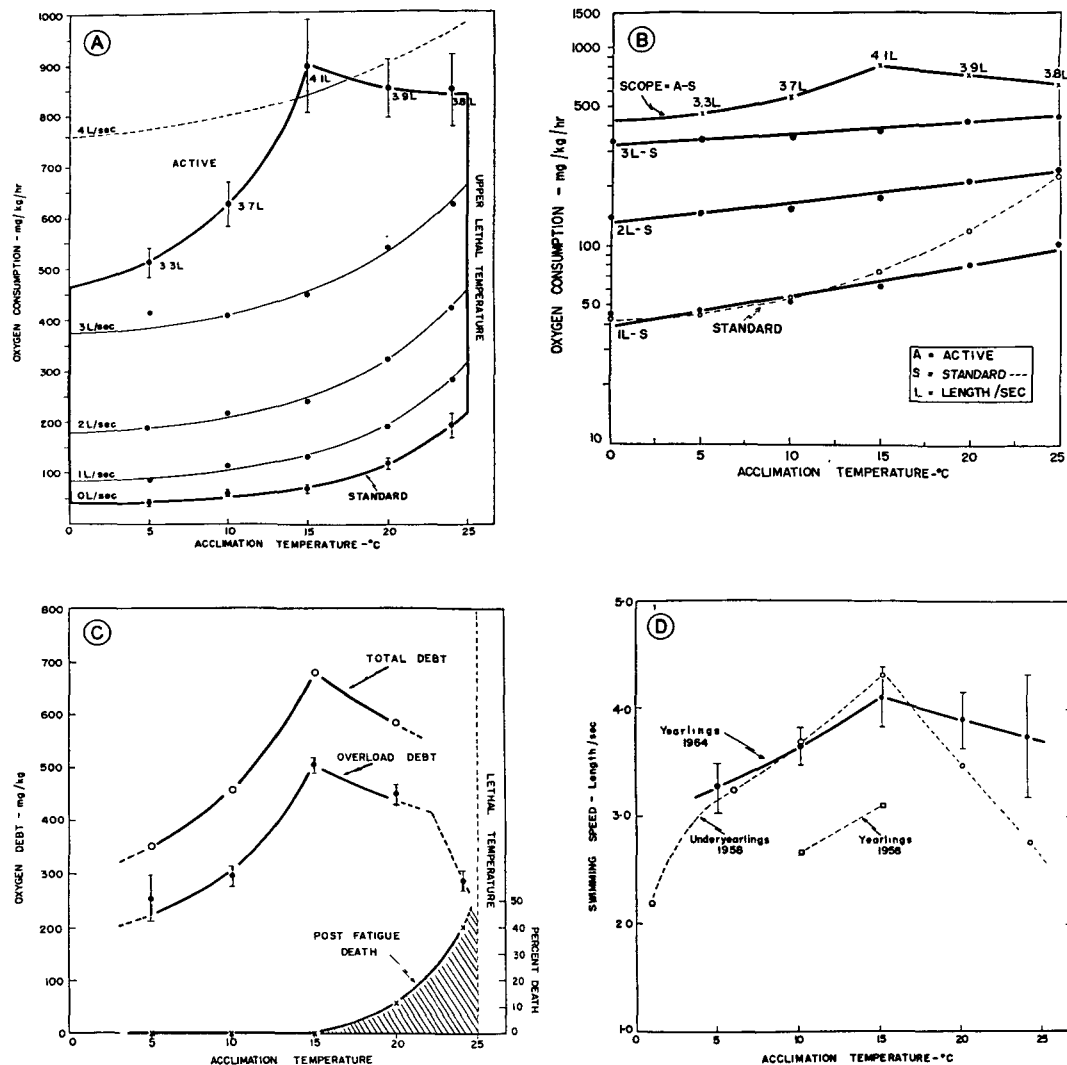 A
1000
900
800
700
600
500
400
300
200
100
0
OXYGEN CONSUMPTION - mg/kg/hr
4 L/sec
ACTIVE
4.1L
3.9L
3.8L
3.7L
3.3L
3L/sec
2L/sec
1L/sec
0L/sec
STANDARD
UPPER LETHAL TEMPERATURE
0 5 10 15 20 25
ACCLIMATION TEMPERATURE -°C
B
1500
1000
500
100
50
10
OXYGEN CONSUMPTION - mg/kg/hr
SCOPE = A-S
3.3L
3.7L
4.1L
3.9L
3.8L
3L-S
2L-S
1L-S
STANDARD
A = ACTIVE
S = STANDARD ----
L = LENGTH/SEC
0 5 10 15 20 25
ACCLIMATION TEMPERATURE-°C
C
800
700
600
500
400
300
200
100
0
OXYGEN DEBT - mg/kg
TOTAL DEBT
OVERLOAD DEBT
POST FATIGUE
DEATH
LETHAL TEMPERATURE
50
40
30
20
10
0
PERCENT DEATH
5 10 15 20 25
ACCLIMATION TEMPERATURE
D
5·0
4·0
3·0
2·0
1·0
SWIMMING SPEED - Length/sec
Yearlings
1964
Underyearlings
1958
Yearlings
1956
0 5 10 15 20 25
ACCLIMATION TEMPERATURE-°C